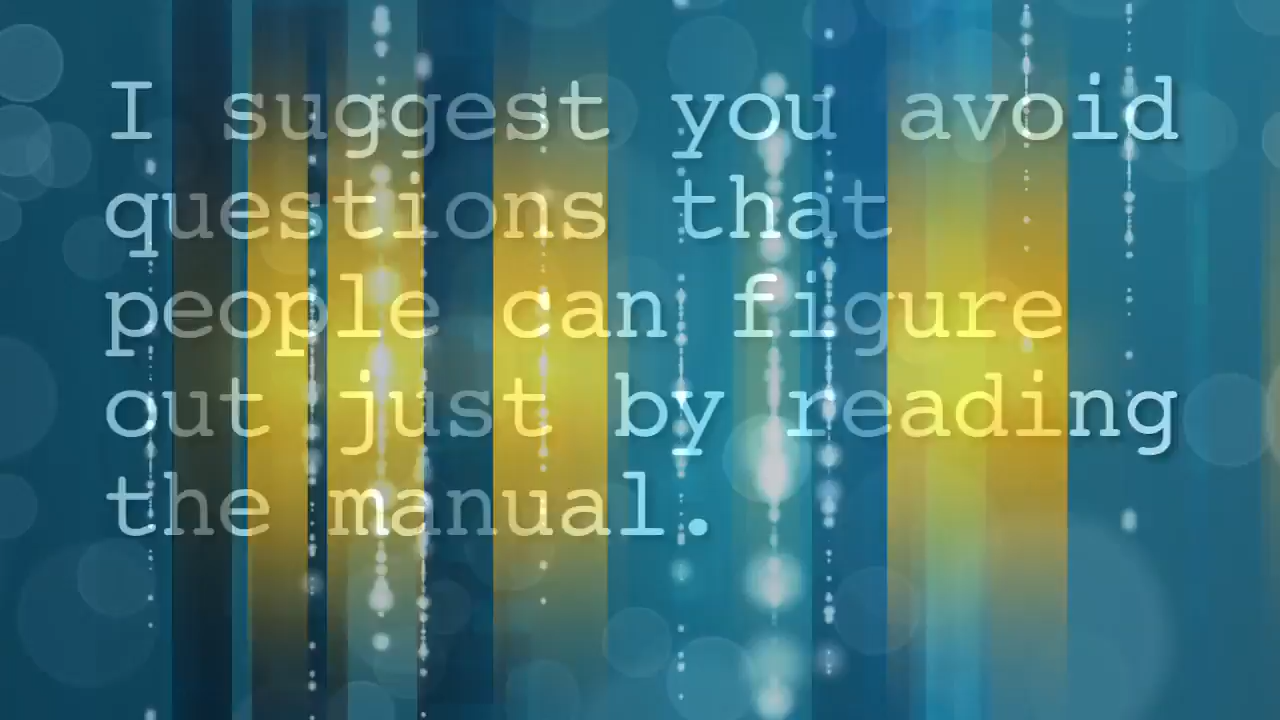 I suggest you avoid
questions that
people can figure
out just by reading
the manual.